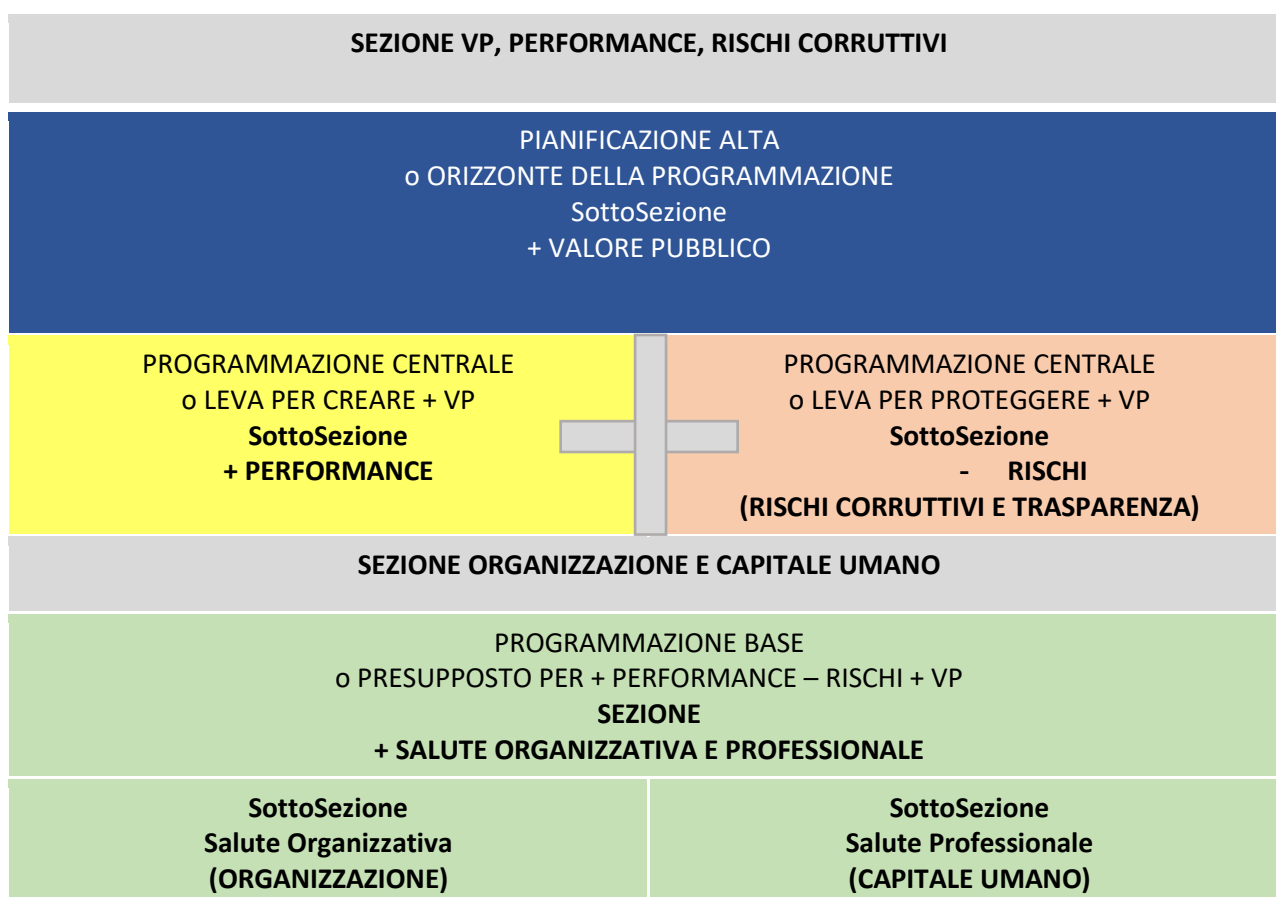 SEZIONE VP, PERFORMANCE, RISCHI CORRUTTIVI
PIANIFICAZIONE ALTA
o ORIZZONTE DELLA PROGRAMMAZIONE
SottoSezione
+ VALORE PUBBLICO
PROGRAMMAZIONE CENTRALE
o LEVA PER CREARE + VP
SottoSezione
+ PERFORMANCE
PROGRAMMAZIONE CENTRALE
o LEVA PER PROTEGGERE + VP
SottoSezione
- RISCHI
(RISCHI CORRUTTIVI E TRASPARENZA)
SEZIONE ORGANIZZAZIONE E CAPITALE UMANO
PROGRAMMAZIONE BASE
o PRESUPPOSTO PER + PERFORMANCE – RISCHI + VP
SEZIONE
+ SALUTE ORGANIZZATIVA E PROFESSIONALE
SottoSezione
Salute Organizzativa
(ORGANIZZAZIONE)
SottoSezione
Salute Professionale
(CAPITALE UMANO)